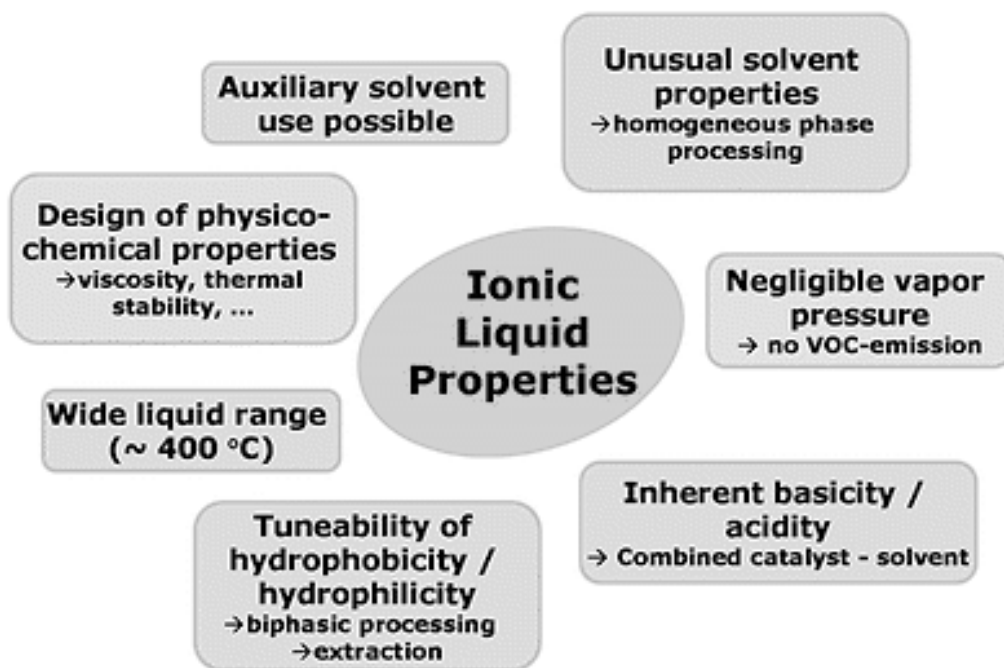 Auxiliary solvent
use possible
Unusual solvent
properties
→homogeneous phase
processing
Design of physico-
chemical properties
→viscosity, thermal
stability, ...
Ionic
Liquid
Properties
Negligible vapor
pressure
→ no VOC-emission
Wide liquid range
(~ 400 °C)
Inherent basicity /
acidity
→ Combined catalyst - solvent
Tuneability of
hydrophobicity /
hydrophilicity
→biphasic processing
→extraction